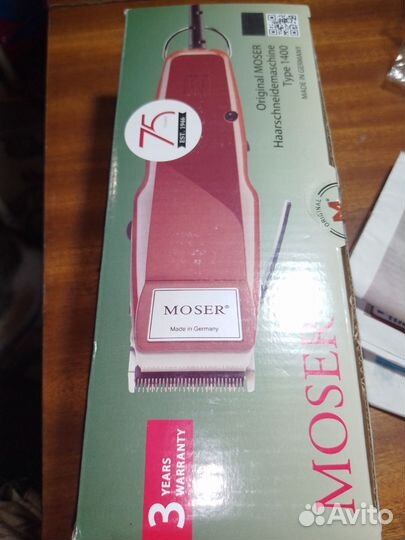 Original MOSER
Haarschneidemaschine
Type 1400
MADE IN GERMANY
75
EST. 1946
ORIGINAL
M
MOSER®
Made in Germany
MOSER
3 YEARS
WARRANTY
Avito